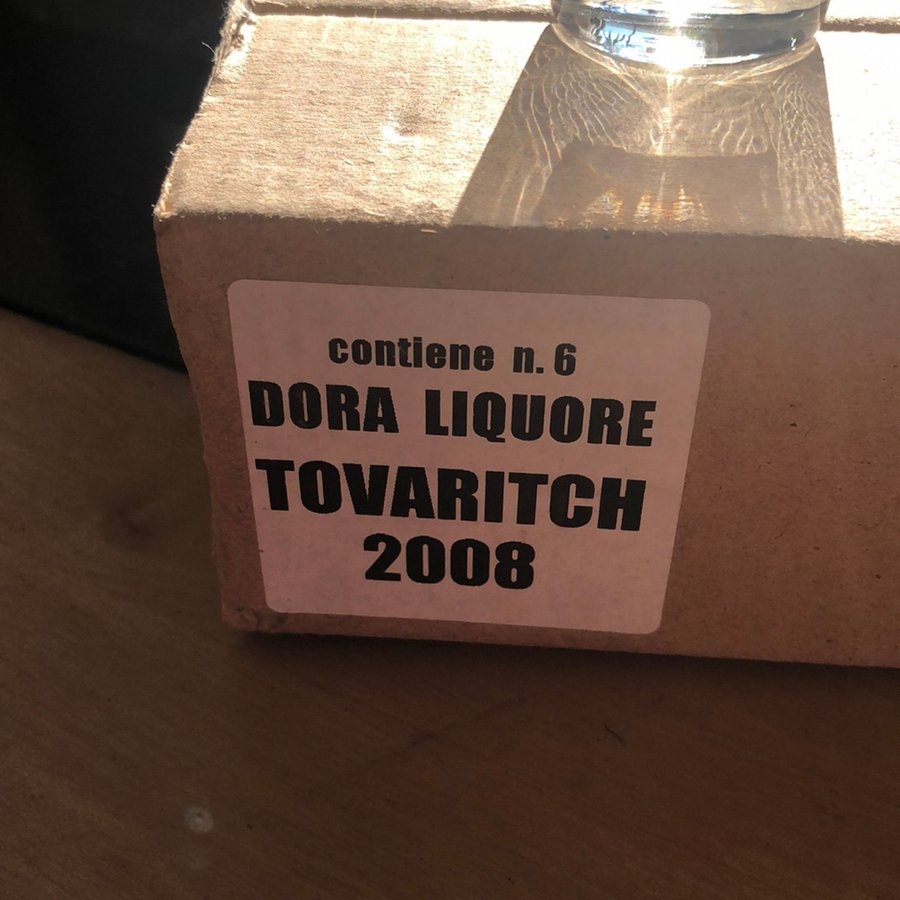 contiene n. 6
DORA LIQUORE
TOVARITCH
2008